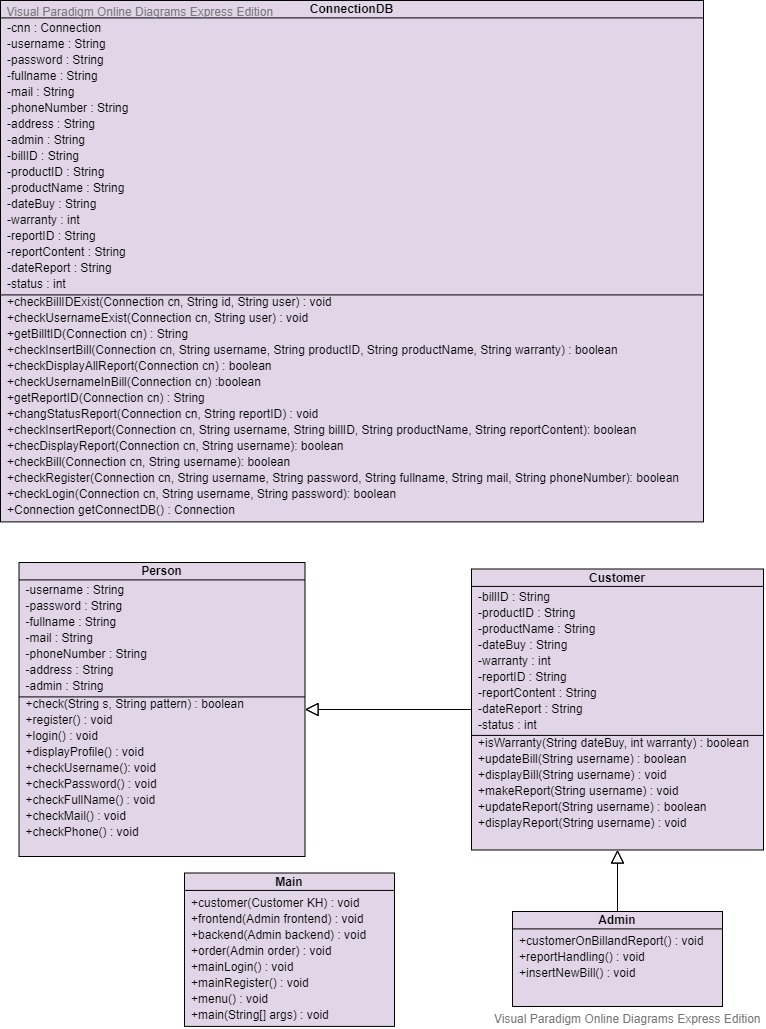 Visual Paradigm Online Diagrams Express Edition
ConnectionDB
-cnn : Connection
-username : String
-password : String
-fullname : String
-mail : String
-phoneNumber : String
-address : String
-admin : String
-billID : String
-productID : String
-productName : String
-dateBuy : String
-warranty : int
-reportID : String
-reportContent : String
-dateReport : String
-status : int
+checkBillIDExist(Connection cn, String id, String user) : void
+checkUsernameExist(Connection cn, String user) : void
+getBilltID(Connection cn) : String
+checkInsertBill(Connection cn, String username, String productID, String productName, String warranty) : boolean
+checkDisplayAllReport(Connection cn) : boolean
+checkUsernameInBill(Connection cn) :boolean
+getReportID(Connection cn) : String
+changStatusReport(Connection cn, String reportID) : void
+checkInsertReport(Connection cn, String username, String billID, String productName, String reportContent): boolean
+checDisplayReport(Connection cn, String username): boolean
+checkBill(Connection cn, String username): boolean
+checkRegister(Connection cn, String username, String password, String fullname, String mail, String phoneNumber): boolean
+checkLogin(Connection cn, String username, String password): boolean
+Connection getConnectDB() : Connection
Person
-username : String
-password : String
-fullname : String
-mail : String
-phoneNumber : String
-address : String
-admin : String
+check(String s, String pattern) : boolean
+register() : void
+login() : void
+displayProfile() : void
+checkUsername(): void
+checkPassword() : void
+checkFullName() : void
+checkMail() : void
+checkPhone() : void
Customer
-billID : String
-productID : String
-productName : String
-dateBuy : String
-warranty : int
-reportID : String
-reportContent : String
-dateReport : String
-status : int
+isWarranty(String dateBuy, int warranty) : boolean
+updateBill(String username) : boolean
+displayBill(String username) : void
+makeReport(String username) : void
+updateReport(String username) : boolean
+displayReport(String username) : void
Main
+customer(Customer KH) : void
+frontend(Admin frontend) : void
+backend(Admin backend) : void
+order(Admin order) : void
+mainLogin() : void
+mainRegister() : void
+menu() : void
+main(String[] args) : void
Admin
+customerOnBillandReport() : void
+reportHandling() : void
+insertNewBill() : void
Visual Paradigm Online Diagrams Express Edition